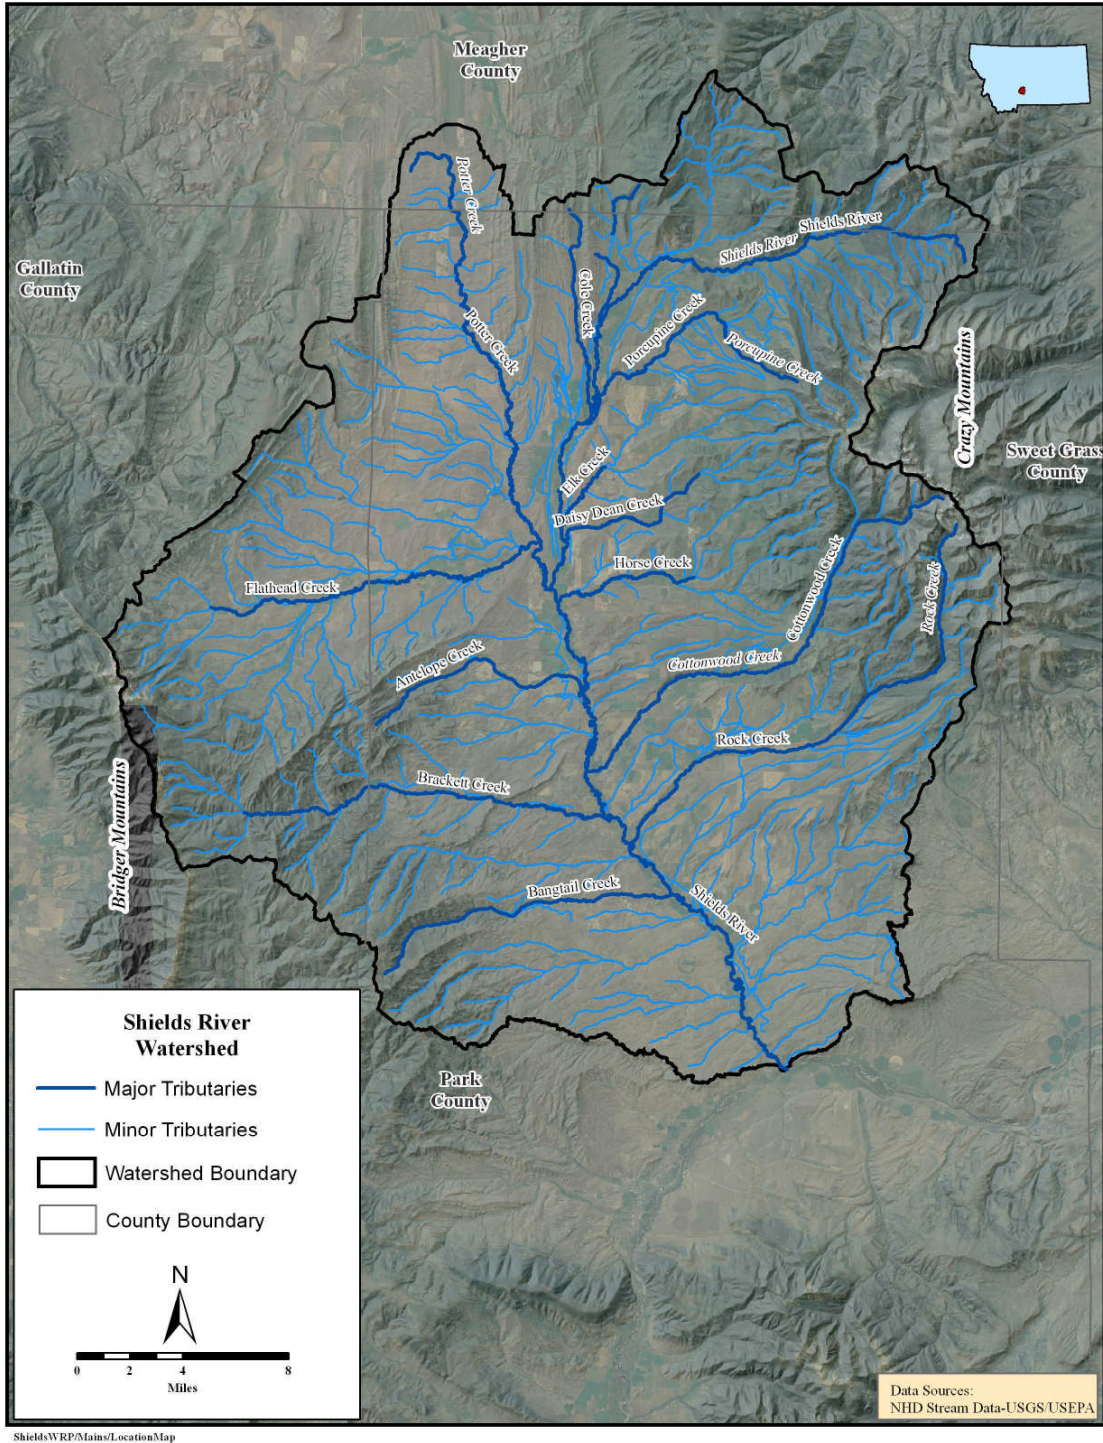 Meagher
County
Gallatin
County
Potter Creek
Shields River
Shields River
Cole Creek
Potter Creek
Porcupine Creek
Porcupine Creek
Crazy Mountains
Sweet Grass
County
Elk Creek
Daisy Dean Creek
Horse Creek
Flathead Creek
Cottonwood Creek
Rock Creek
Antelope Creek
Cottonwood Creek
Rock Creek
Brackett Creek
Bridger Mountains
Bangtail Creek
Shields River
Shields River
Watershed
Major Tributaries
Minor Tributaries
Watershed Boundary
County Boundary
N
0 2 4 8
Miles
Park
County
Data Sources:
NHD Stream Data-USGS/USEPA
ShieldsWRP/Mains/LocationMap